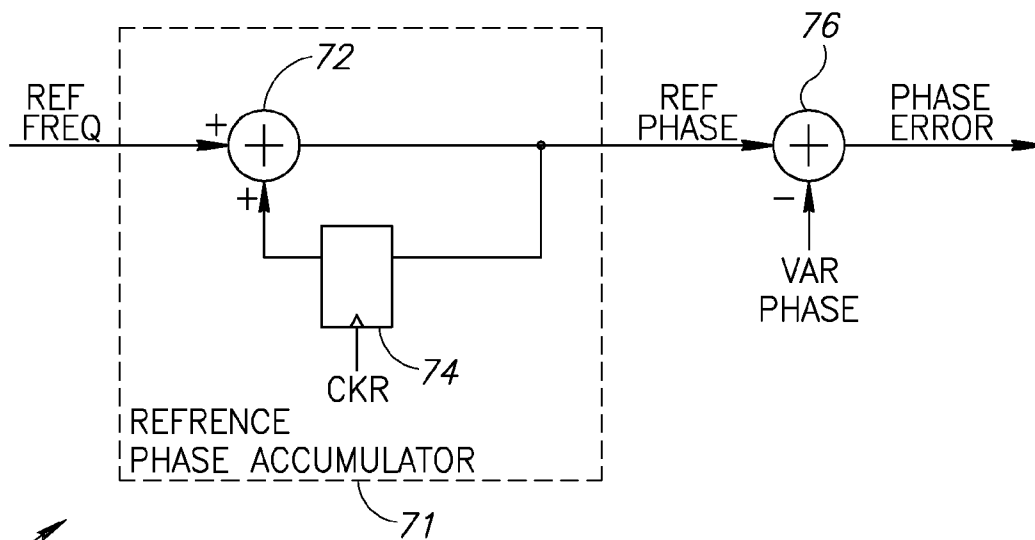 72
76
REF
FREQ
+
+
REF
PHASE
PHASE
ERROR
+
+
+
-
VAR
PHASE
74
CKR
REFRENCE
PHASE ACCUMULATOR
71